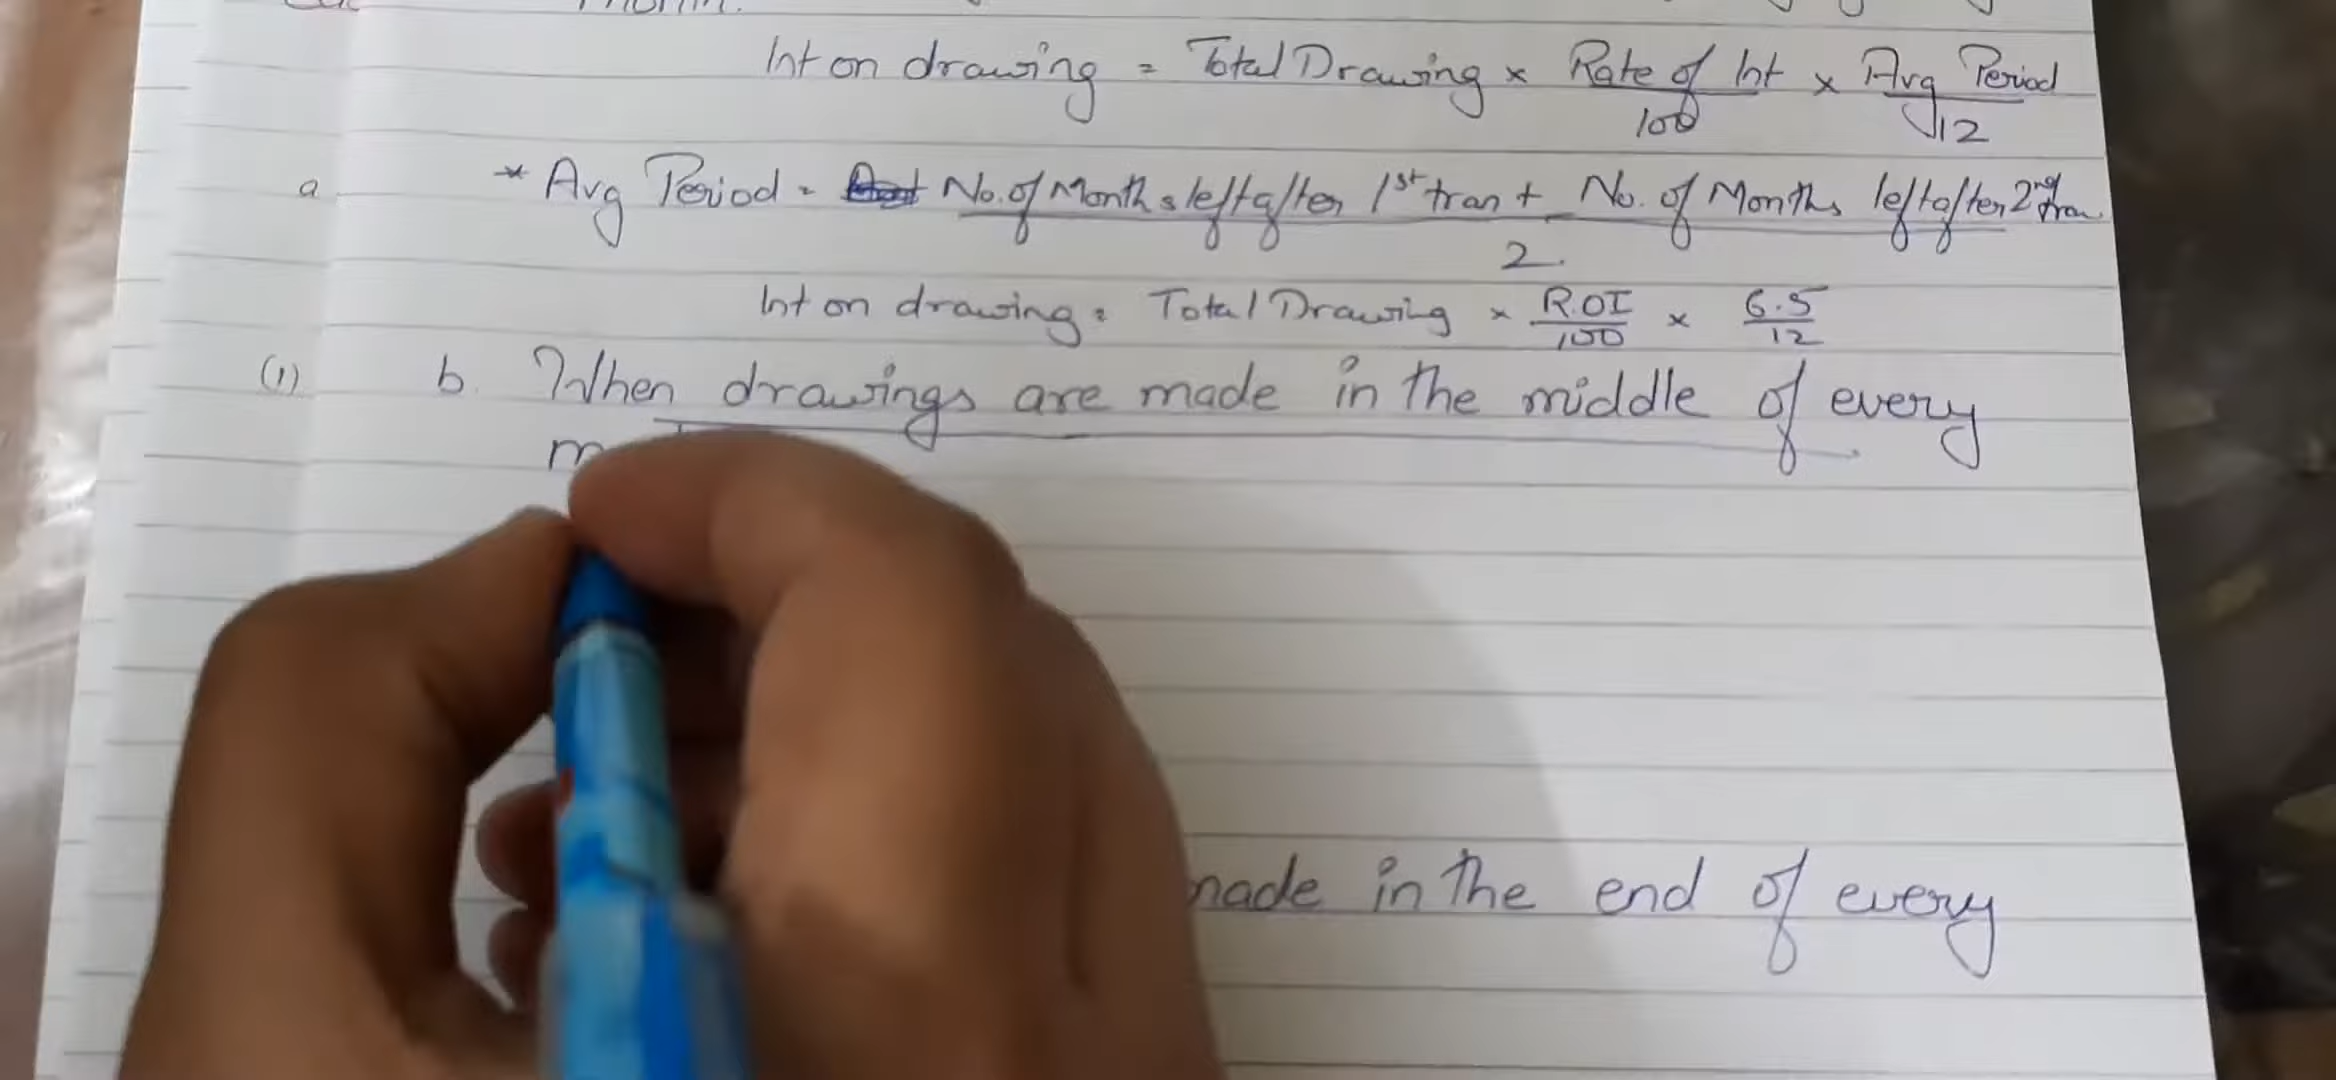 Int on drawing = Total Drawing × Rate of Int / 100 × Avg Period / 12
a * Avg Period = No. of Months left after 1st tran + No. of Months left after 2nd tran. / 2.
Int on drawing = Total Drawing × R.OI / 100 × 6.5 / 12
(1) b. When drawings are made in the middle of every
m
made in the end of every